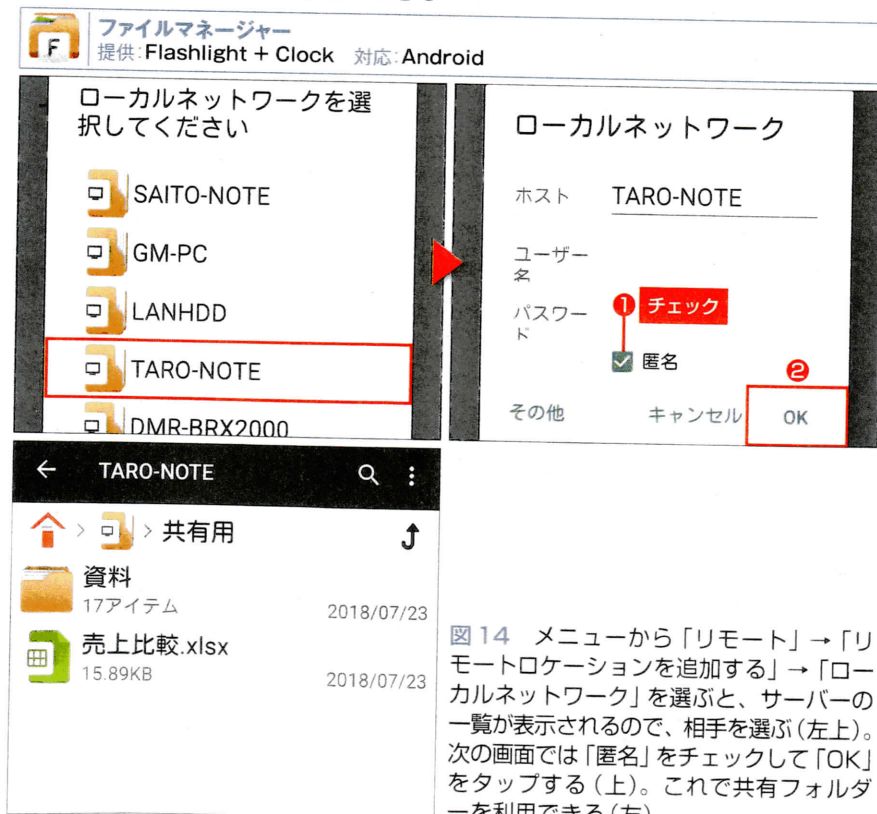 F
ファイルマネージャー
提供:Flashlight + Clock 対応:Android
ローカルネットワークを選
択してください
SAITO-NOTE
GM-PC
LANHDD
TARO-NOTE
DMR-BRX2000
ローカルネットワーク
ホスト TARO-NOTE
ユーザー
名
パスワー
ド
❶ チェック
匿名
❷
その他 キャンセル OK
TARO-NOTE
> > 共有用
資料
17アイテム 2018/07/23
売上比較.xlsx
15.89KB 2018/07/23
図14 メニューから「リモート」→「リ
モートロケーションを追加する」→「ロー
カルネットワーク」を選ぶと、サーバーの
一覧が表示されるので、相手を選ぶ(左上)。
次の画面では「匿名」をチェックして「OK」
をタップする(上)。これで共有フォルダ
ーを利用できる(左)